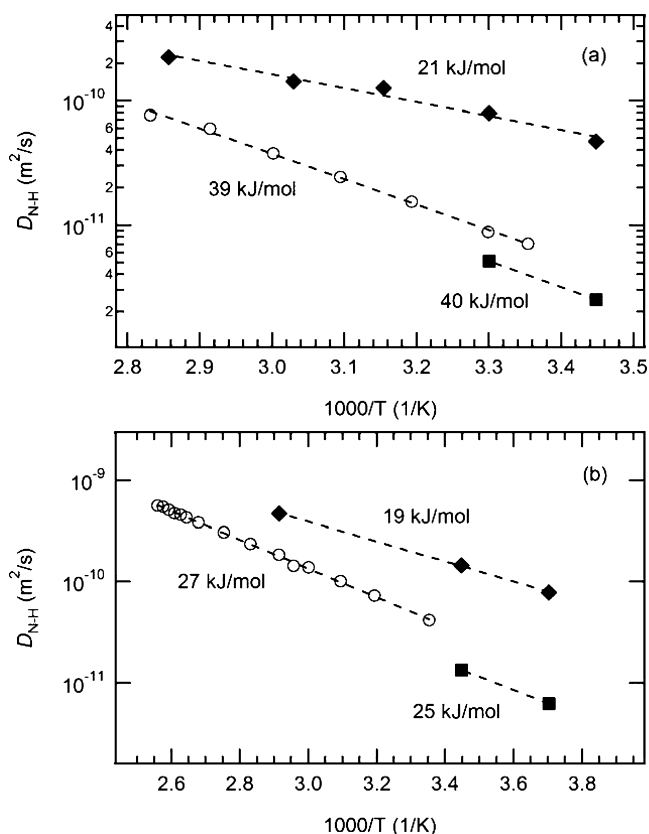 4
(a)
2
21 kJ/mol
10⁻¹⁰
8
6
4
39 kJ/mol
2
10⁻¹¹
8
6
4
40 kJ/mol
2
D_N-H (m²/s)
2.8 2.9 3.0 3.1 3.2 3.3 3.4 3.5
1000/T (1/K)
10⁻⁹
(b)
19 kJ/mol
10⁻¹⁰
27 kJ/mol
10⁻¹¹
25 kJ/mol
D_N-H (m²/s)
2.6 2.8 3.0 3.2 3.4 3.6 3.8
1000/T (1/K)